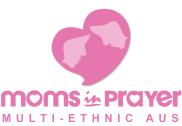 moms in prayer
MULTI-ETHNIC AUS